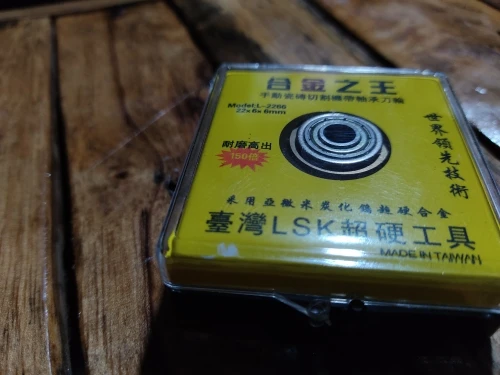 合金之王
手動瓷磚切割機帶軸承刀輪
Model:L-2266
22x6x6mm
耐磨高出
150倍
世界領先技術
采用亞微米炭化鎢超硬合金
臺灣LSK超硬工具
MADE IN TAIWAN